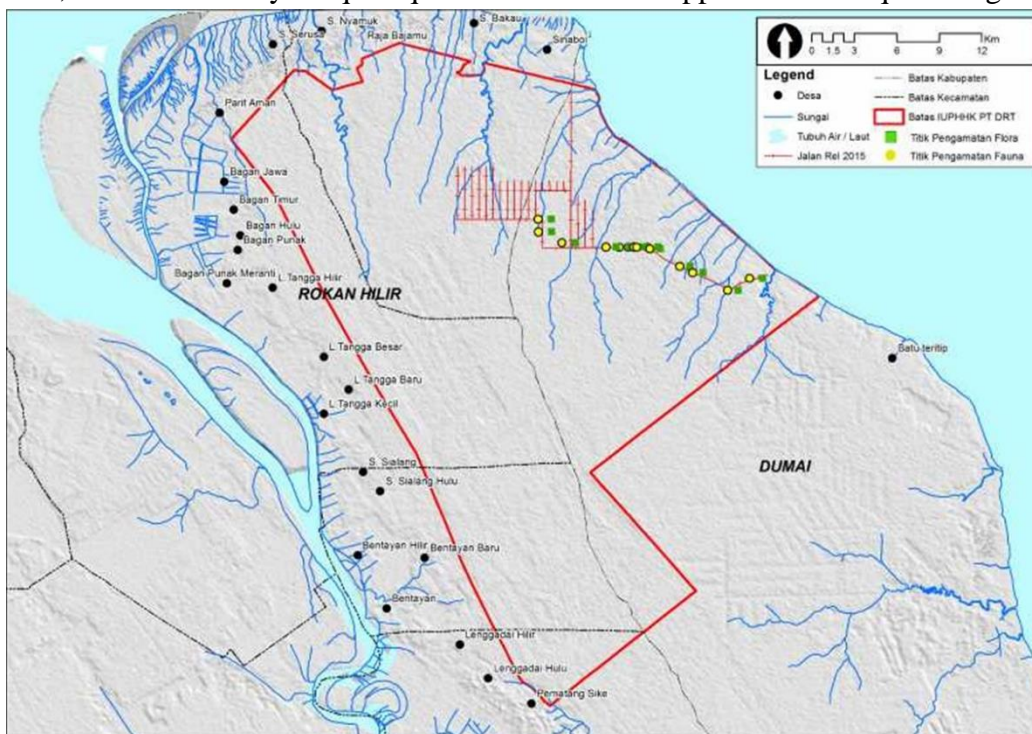 S. Nyamuk
S. Bakau
S. Serusa
Raja Bajamu
Sinaboi
Parit Aman
Bagan Jawa
Bagan Timur
Bagan Hulu
Bagan Punak
Bagan Punak Meranti
L.Tangga Hilir
ROKAN HILIR
L.Tangga Besar
L.Tangga Baru
L.Tangga Kecil
Batu teritip
DUMAI
S. Sialang
S. Sialang Hulu
Bentayan Hilir
Bentayan Baru
Bentayan
Lenggadai Hilir
Lenggadai Hulu
Pematang Sike
0 1.5 3 6 9 12
Km
Legend
Desa
Sungai
Tubuh Air / Laut
Jalan Rel 2015
Batas Kabupaten
Batas Kecamatan
Batas IUPHHK PT DRT
Titik Pengamatan Flora
Titik Pengamatan Fauna